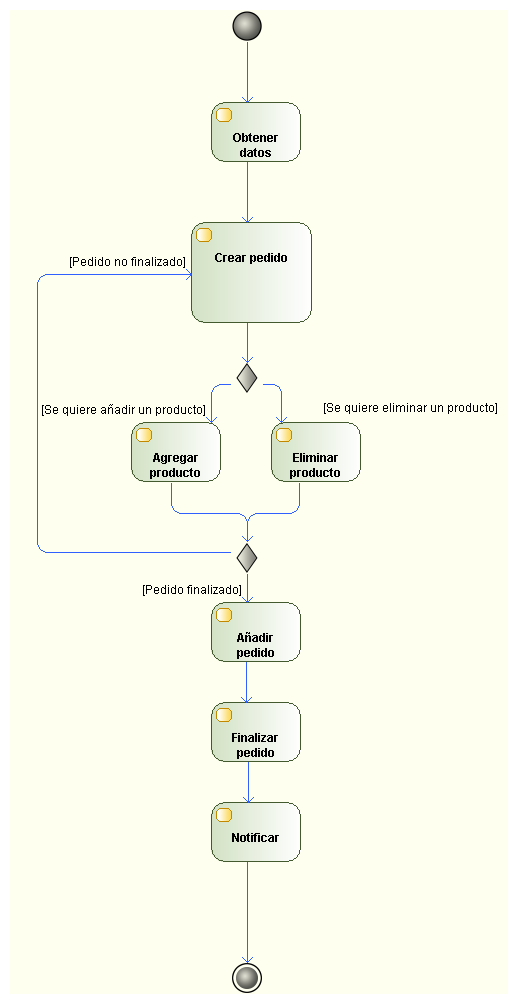 Obtener
datos
[Pedido no finalizado]
Crear pedido
[Se quiere añadir un producto]
[Se quiere eliminar un producto]
Agregar
producto
Eliminar
producto
[Pedido finalizado]
Añadir
pedido
Finalizar
pedido
Notificar